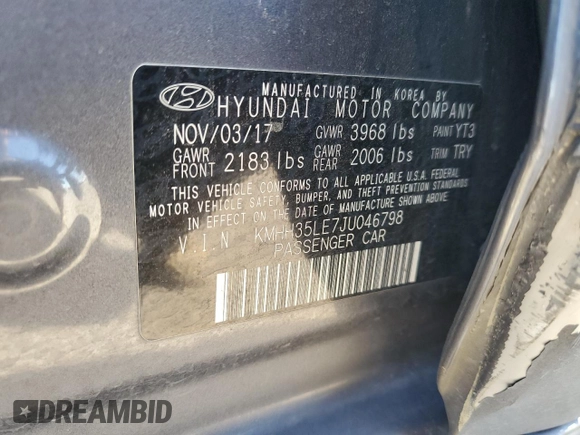 MANUFACTURED IN KOREA BY
HYUNDAI MOTOR COMPANY
NOV/03/17 GVWR 3968 lbs PAINT YT3
GAWR FRONT 2183 lbs GAWR REAR 2006 lbs TRIM TRY
THIS VEHICLE CONFORMS TO ALL APPLICABLE U.S.A. FEDERAL
MOTOR VEHICLE SAFETY, BUMPER, AND THEFT PREVENTION STANDARDS
IN EFFECT ON THE DATE OF MANUFACTURE SHOWN ABOVE.
V.I.N KMHH35LE7JU046798
PASSENGER CAR
DREAMBID